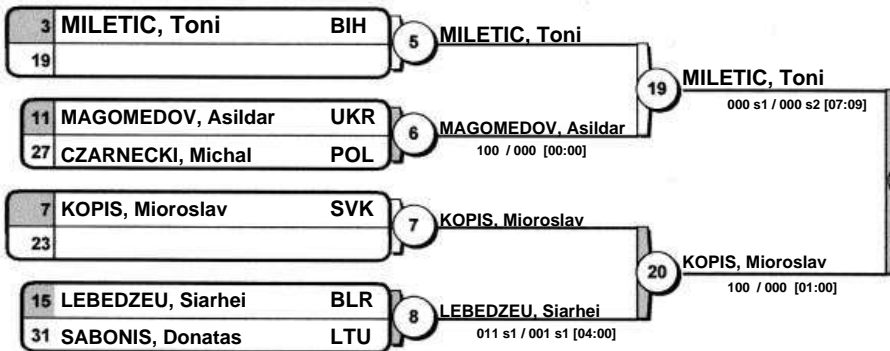 3 MILETIC, Toni BIH
19
5 MILETIC, Toni
11 MAGOMEDOV, Asildar UKR
27 CZARNECKI, Michal POL
6 MAGOMEDOV, Asildar
100 / 000 [00:00]
19 MILETIC, Toni
000 s1 / 000 s2 [07:09]
7 KOPIS, Mioroslav SVK
23
7 KOPIS, Mioroslav
15 LEBEDZEU, Siarhei BLR
31 SABONIS, Donatas LTU
8 LEBEDZEU, Siarhei
011 s1 / 001 s1 [04:00]
20 KOPIS, Mioroslav
100 / 000 [01:00]